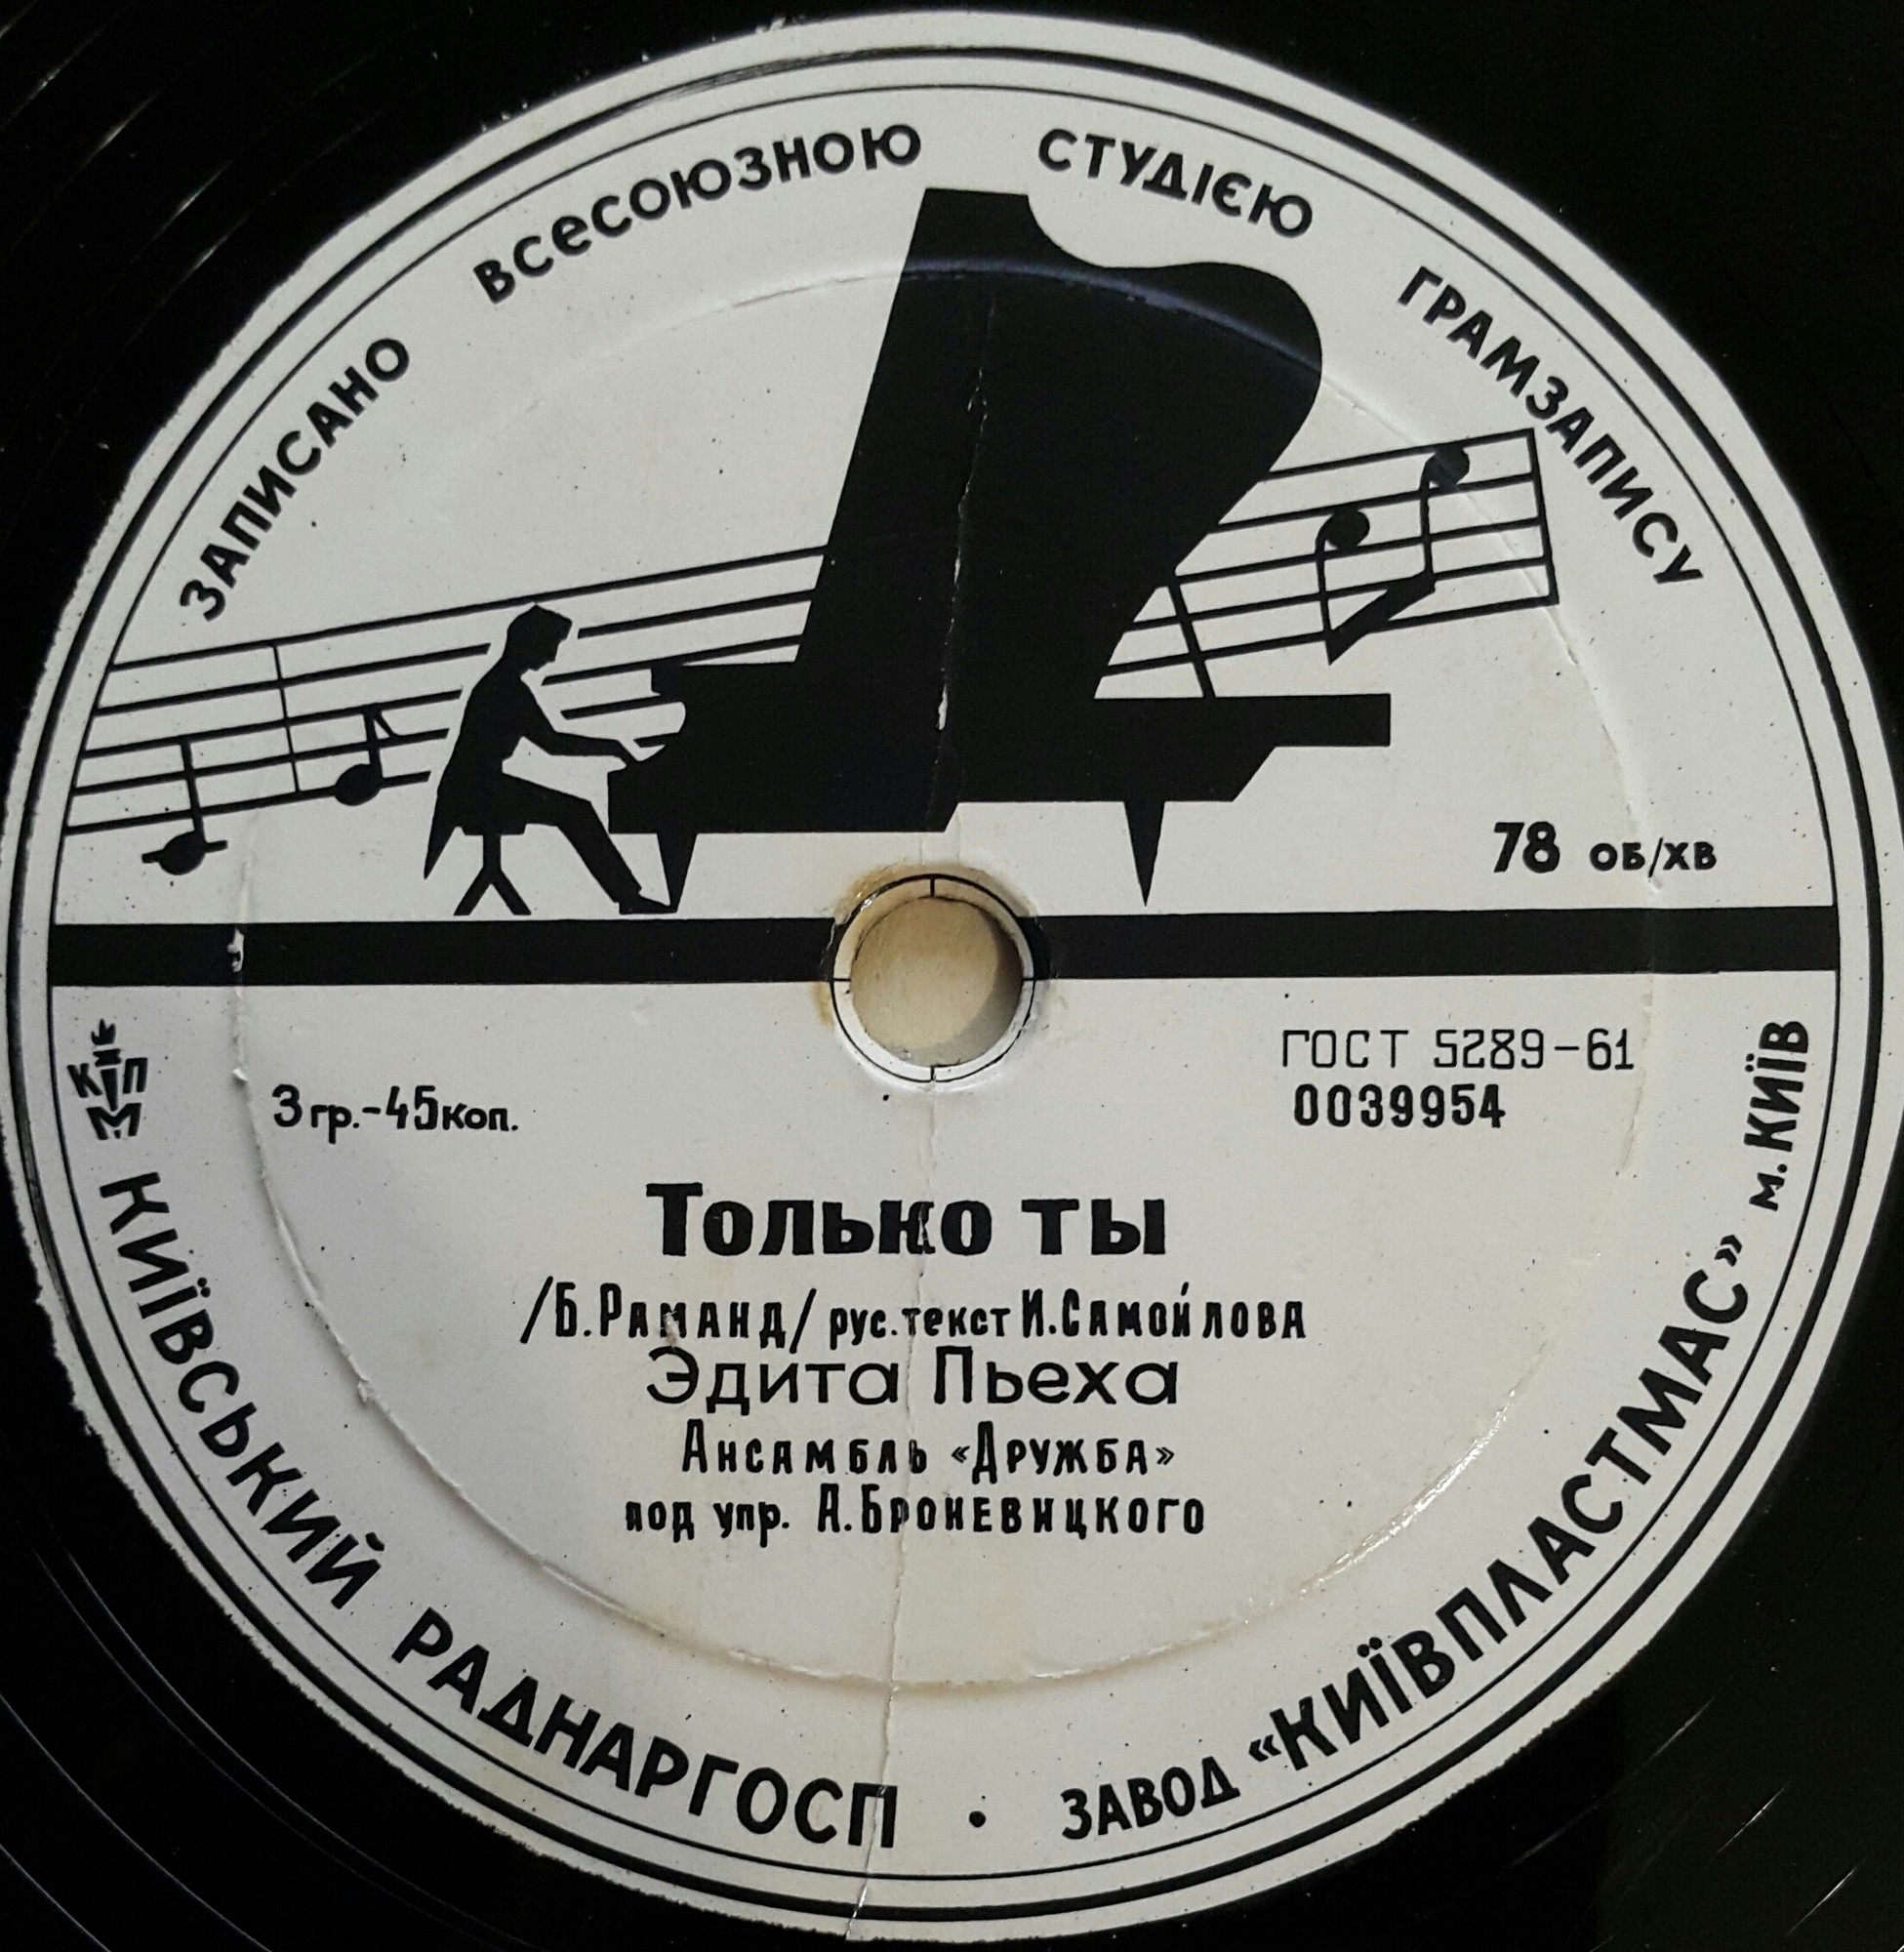 ЗАПИСАНО ВСЕСОЮЗНОЮ СТУДІЄЮ ГРАМЗАПИСУ
78 ОБ/ХВ
ГОСТ 5289-61
3 гр.-45 коп.
0039954
Только ты
/Б.Раманд/ рус.текст И.Самойлова
Эдита Пьеха
Ансамбль «Дружба»
под упр. А.Броневицкого
КІПМ
КИЇВСЬКИЙ РАДНАРГОСП • ЗАВОД “КИЇВПЛАСТМАС” м. КИЇВ